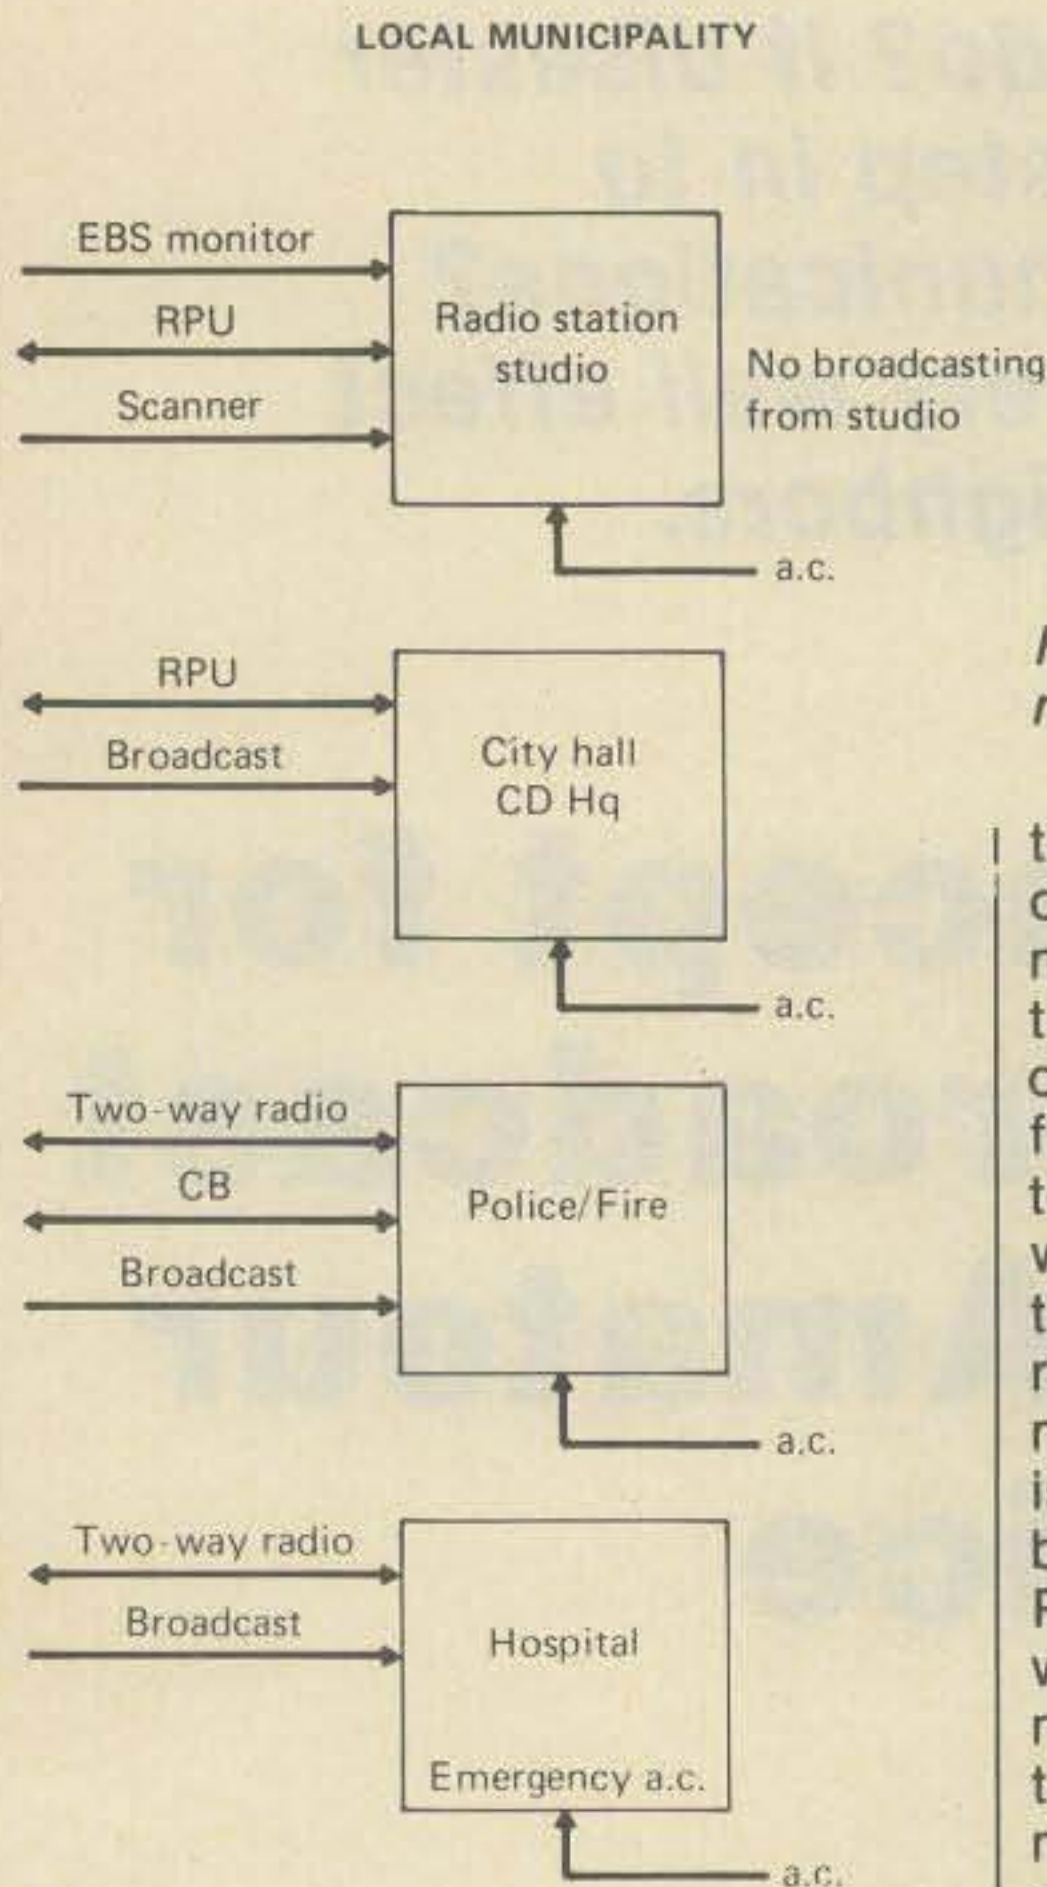 LOCAL MUNICIPALITY
EBS monitor
RPU
Scanner
Radio station
studio
No broadcasting
from studio
a.c.
RPU
Broadcast
City hall
CD Hq
a.c.
Two-way radio
CB
Broadcast
Police/Fire
a.c.
Two-way radio
Broadcast
Hospital
Emergency a.c.
a.c.